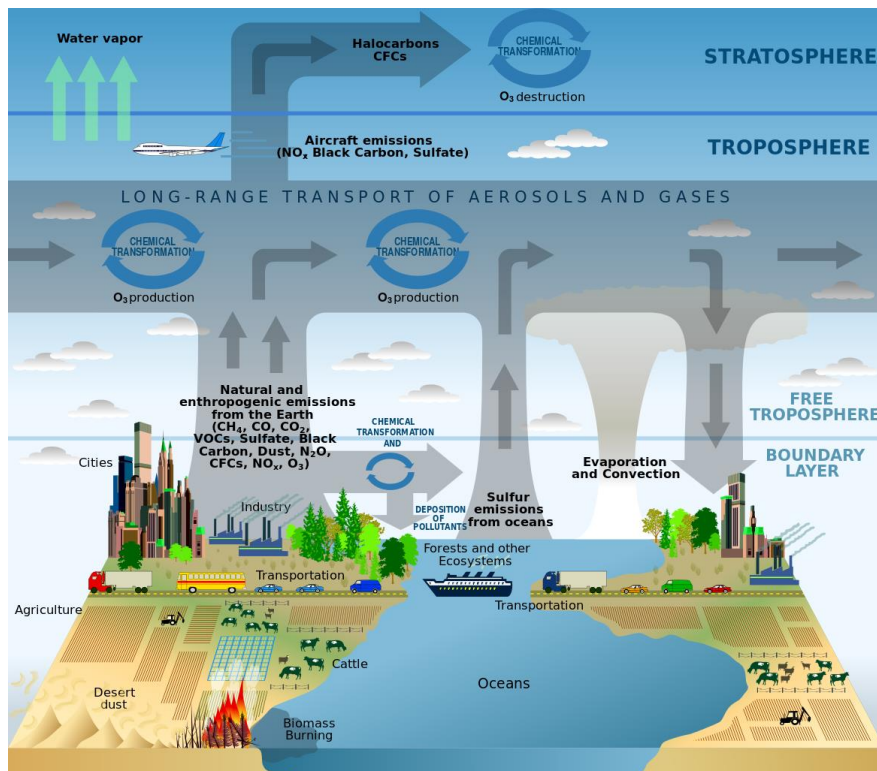 Water vapor
Halocarbons
CFCs
CHEMICAL
TRANSFORMATION
O₃ destruction
STRATOSPHERE
Aircraft emissions
(NOₓ Black Carbon, Sulfate)
TROPOSPHERE
LONG-RANGE TRANSPORT OF AEROSOLS AND GASES
CHEMICAL
TRANSFORMATION
O₃ production
CHEMICAL
TRANSFORMATION
O₃ production
Natural and
enthropogenic emissions
from the Earth
(CH₄, CO, CO₂,
VOCs, Sulfate, Black
Carbon, Dust, N₂O,
CFCs, NOₓ, O₃)
CHEMICAL
TRANSFORMATION
AND
DEPOSITION
OF
POLLUTANTS
FREE
TROPOSPHERE
BOUNDARY
LAYER
Evaporation
and Convection
Sulfur
emissions
from oceans
Cities
Industry
Forests and other
Ecosystems
Transportation
Transportation
Agriculture
Cattle
Oceans
Desert
dust
Biomass
Burning